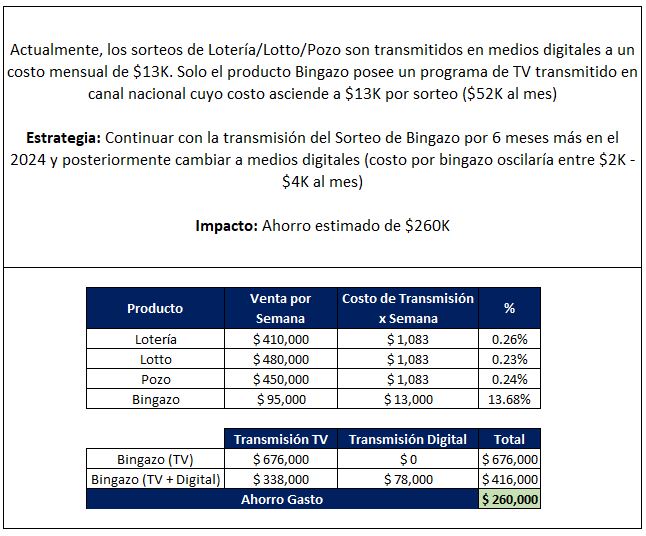 Actualmente, los sorteos de Lotería/Lotto/Pozo son transmitidos en medios digitales a un
costo mensual de $13K. Solo el producto Bingazo posee un programa de TV transmitido en
canal nacional cuyo costo asciende a $13K por sorteo ($52K al mes)
Estrategia: Continuar con la transmisión del Sorteo de Bingazo por 6 meses más en el
2024 y posteriormente cambiar a medios digitales (costo por bingazo oscilaría entre $2K -
$4K al mes)
Impacto: Ahorro estimado de $260K
Producto Venta por Semana Costo de Transmisión x Semana %
Lotería $ 410,000 $ 1,083 0.26%
Lotto $ 480,000 $ 1,083 0.23%
Pozo $ 450,000 $ 1,083 0.24%
Bingazo $ 95,000 $ 13,000 13.68%
Transmisión TV Transmisión Digital Total
Bingazo (TV) $ 676,000 $ 0 $ 676,000
Bingazo (TV + Digital) $ 338,000 $ 78,000 $ 416,000
Ahorro Gasto $ 260,000